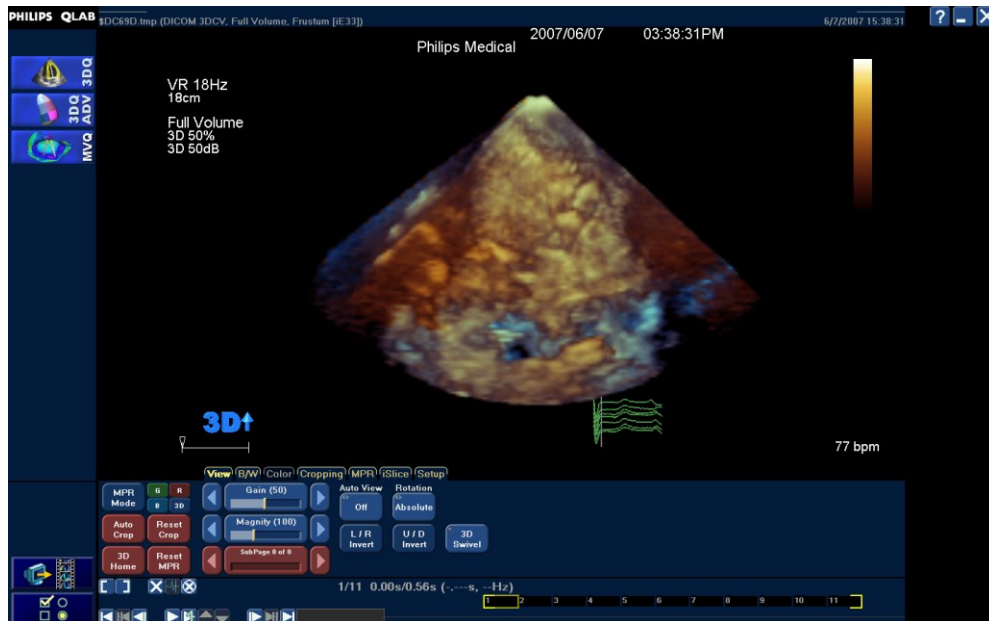 PHILIPS QLAB
$DC69D.tmp (DICOM 3DCV, Full Volume, Frustum [iE33])
6/7/2007 15:38:31
? _ X
Philips Medical
2007/06/07
03:38:31PM
3DQ
3DQ ADV
MVQ
VR 18Hz
18cm
Full Volume
3D 50%
3D 50dB
3D
V
77 bpm
View B/W Color Cropping MPR iSlice Setup
MPR Mode
G R
B 3D
Gain (50)
Auto View
Off
Rotation
Absolute
Auto Crop
Reset Crop
Magnify (100)
L / R Invert
U / D Invert
3D Swivel
3D Home
Reset MPR
SubPage 0 of 0
1/11 0.00s/0.56s (-.---s, --Hz)
1 2 3 4 5 6 7 8 9 10 11